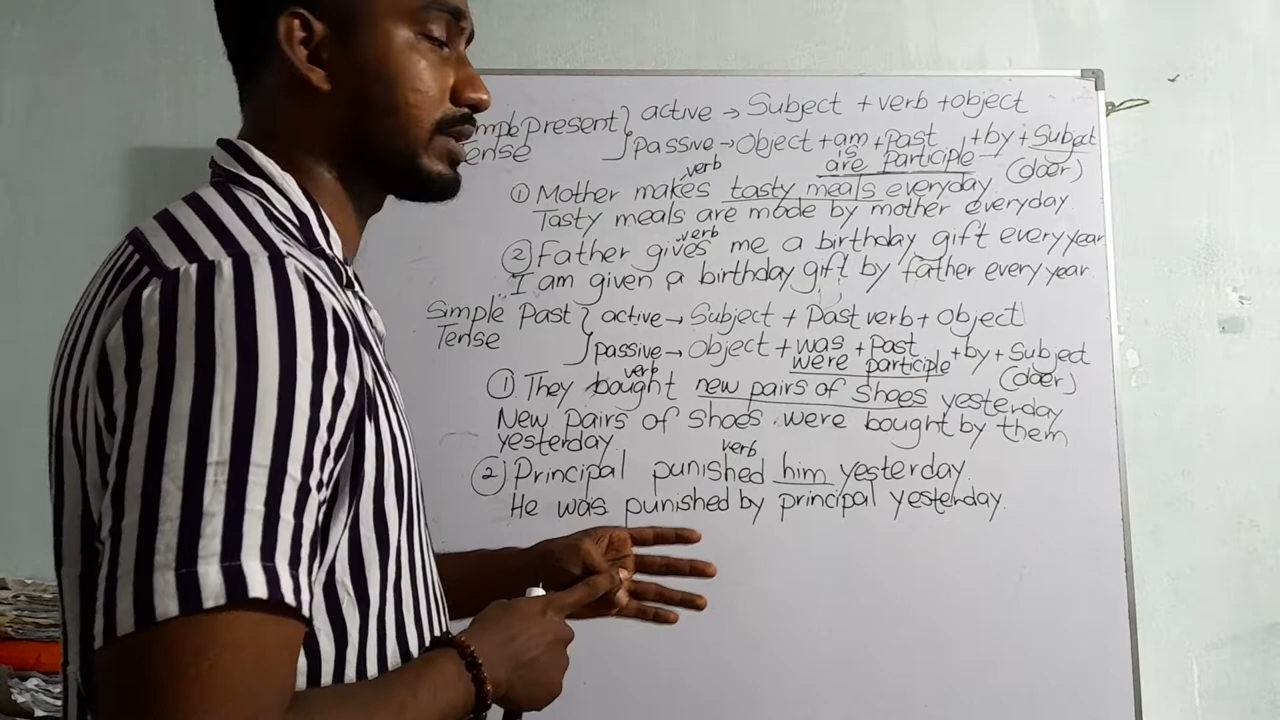 mple present } active → Subject + verb + object
ense passive → Object + am + past + by + Subject
is
are participle (doer)
verb
① Mother makes tasty meals everyday.
Tasty meals are made by mother everyday.
verb
② Father gives me a birthday gift every year
I am given a birthday gift by father every year
Simple Past } active → Subject + Past verb + object
Tense
passive → Object + was + past + by + Subject
were participle (doer)
verb
① They bought new pairs of shoes yesterday
New pairs of shoes were bought by them
yesterday
verb
② Principal punished him yesterday.
He was punished by principal yesterday.